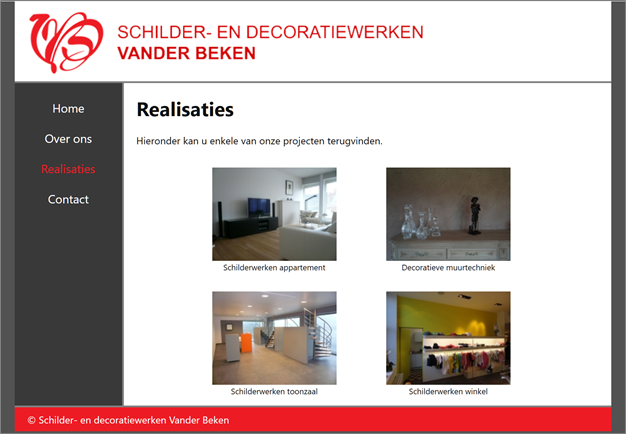 SCHILDER- EN DECORATIEWERKEN
VANDER BEKEN
Home
Over ons
Realisaties
Contact
Realisaties
Hieronder kan u enkele van onze projecten terugvinden.
Schilderwerken appartement
Decoratieve muurtechniek
Schilderwerken toonzaal
Schilderwerken winkel
© Schilder- en decoratiewerken Vander Beken